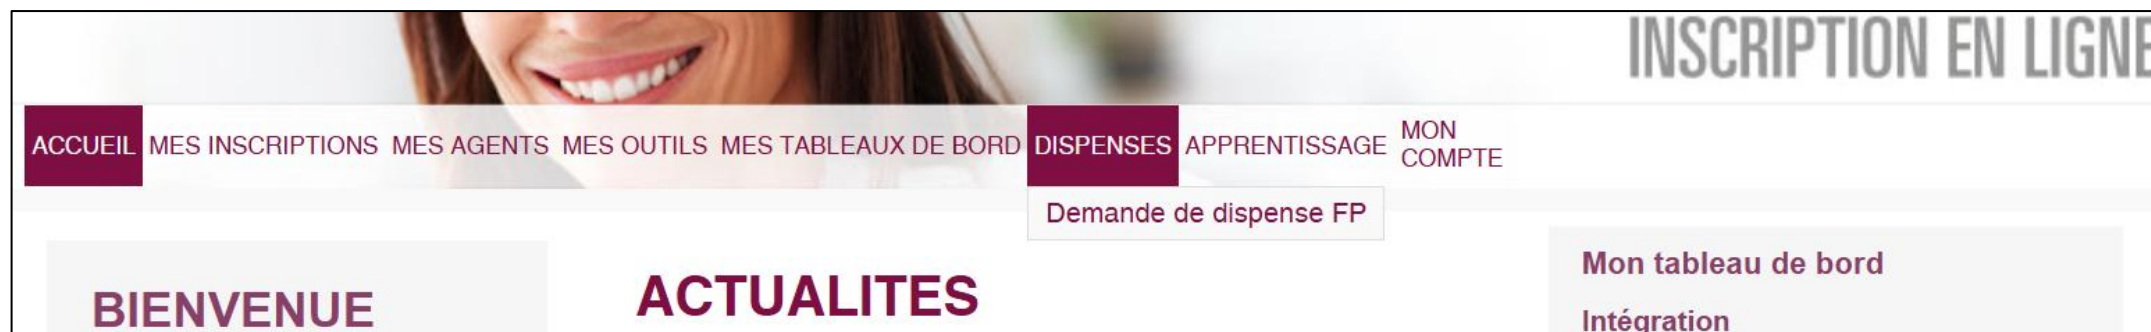 INSCRIPTION EN LIGNE
ACCUEIL MES INSCRIPTIONS MES AGENTS MES OUTILS MES TABLEAUX DE BORD DISPENSES APPRENTISSAGE MON COMPTE
Demande de dispense FP
BIENVENUE
ACTUALITES
Mon tableau de bord
Intégration